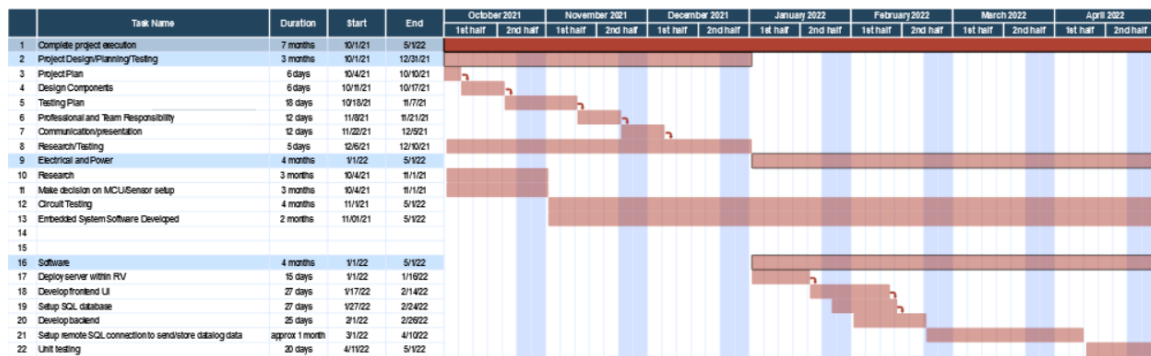 October 2021 November 2021 December 2021 January 2022 February 2022 March 2022 April 2022
Task Name Duration Start End
1st half 2nd half 1st half 2nd half 1st half 2nd half 1st half 2nd half 1st half 2nd half 1st half 2nd half 1st half 2nd half
1 Complete project execution 7 months 10/1/21 5/1/22
2 Project Design/Planning/Testing 3 months 10/1/21 12/31/21
3 Project Plan 6 days 10/4/21 10/10/21
4 Design Components 6 days 10/11/21 10/17/21
5 Testing Plan 18 days 10/18/21 11/7/21
6 Professional and Team Responsibility 12 days 11/8/21 11/21/21
7 Communication/presentation 12 days 11/22/21 12/5/21
8 Research/Testing 5 days 12/6/21 12/10/21
9 Electrical and Power 4 months 1/1/22 5/1/22
10 Research 3 months 10/4/21 11/1/21
11 Make decision on MCU/Sensor setup 3 months 10/4/21 11/1/21
12 Circuit Testing 4 months 11/1/21 5/1/22
13 Embedded System Software Developed 2 months 11/01/21 5/1/22
14
15
16 Software 4 months 1/1/22 5/1/22
17 Deploy server within RV 15 days 1/1/22 1/16/22
18 Develop frontend UI 27 days 1/17/22 2/14/22
19 Setup SQL database 27 days 1/27/22 2/24/22
20 Develop backend 25 days 2/1/22 2/26/22
21 Setup remote SQL connection to send/store datalog data approx 1 month 3/1/22 4/10/22
22 Unit testing 20 days 4/11/22 5/1/22